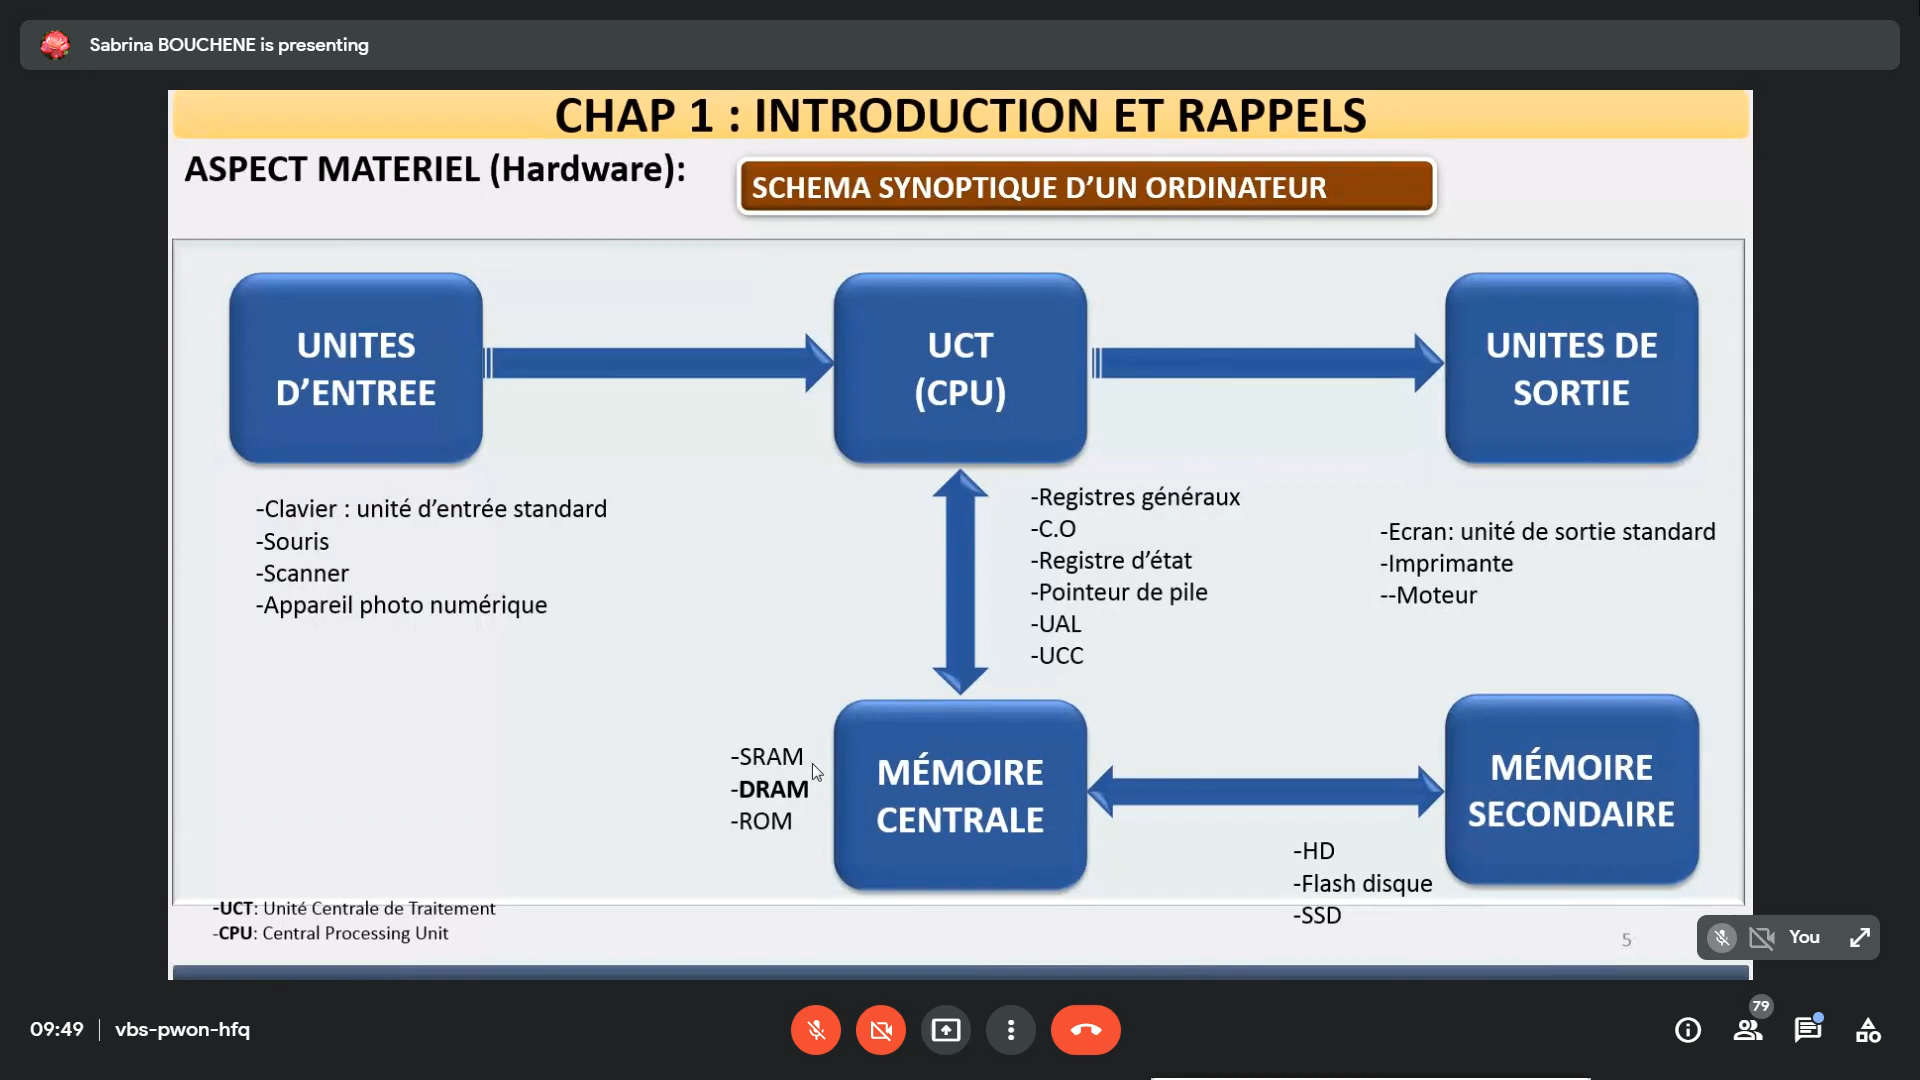 Sabrina BOUCHENE is presenting
CHAP 1 : INTRODUCTION ET RAPPELS
ASPECT MATERIEL (Hardware):
SCHEMA SYNOPTIQUE D’UN ORDINATEUR
UNITES
D’ENTREE
UCT
(CPU)
UNITES DE
SORTIE
-Clavier : unité d’entrée standard
-Souris
-Scanner
-Appareil photo numérique
-Registres généraux
-C.O
-Registre d’état
-Pointeur de pile
-UAL
-UCC
-Ecran: unité de sortie standard
-Imprimante
--Moteur
-SRAM
-DRAM
-ROM
MÉMOIRE
CENTRALE
MÉMOIRE
SECONDAIRE
-HD
-Flash disque
-SSD
-UCT: Unité Centrale de Traitement
-CPU: Central Processing Unit
5
You
09:49
vbs-pwon-hfq
79